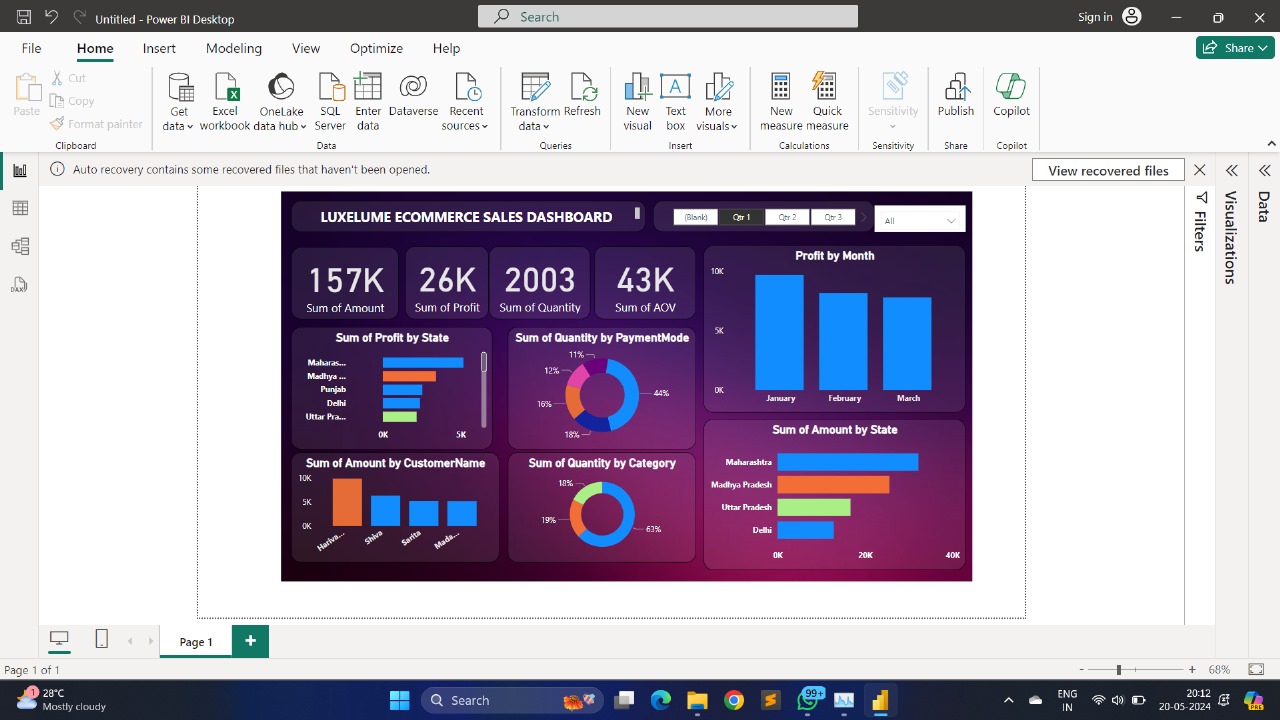 Untitled - Power BI Desktop
Search
Sign in
File Home Insert Modeling View Optimize Help
Share
Paste
Cut
Copy
Format painter
Clipboard
Get data
Excel workbook
OneLake data hub
SQL Server
Enter data
Dataverse
Recent sources
Data
Transform data
Refresh
Queries
New visual
Text box
More visuals
Insert
New measure
Quick measure
Calculations
Sensitivity
Sensitivity
Publish
Share
Copilot
Copilot
Auto recovery contains some recovered files that haven't been opened.
View recovered files
DAX
Filters
Visualizations
Data
LUXELUME ECOMMERCE SALES DASHBOARD
(Blank) Qtr 1 Qtr 2 Qtr 3
All
157K
Sum of Amount
26K
Sum of Profit
2003
Sum of Quantity
43K
Sum of AOV
Profit by Month
10K
5K
0K
January February March
Sum of Profit by State
Maharas...
Madhya ...
Punjab
Delhi
Uttar Pra...
0K 5K
Sum of Quantity by PaymentMode
11%
12%
16%
18%
44%
Sum of Amount by State
Maharashtra
Madhya Pradesh
Uttar Pradesh
Delhi
0K 20K 40K
Sum of Amount by CustomerName
10K
5K
0K
Hariva... Shiva Sarita Mada...
Sum of Quantity by Category
18%
19%
63%
Page 1
+
Page 1 of 1
- + 68%
1
28°C
Mostly cloudy
Search
99+
ENG
IN
20:12
20-05-2024
PRE